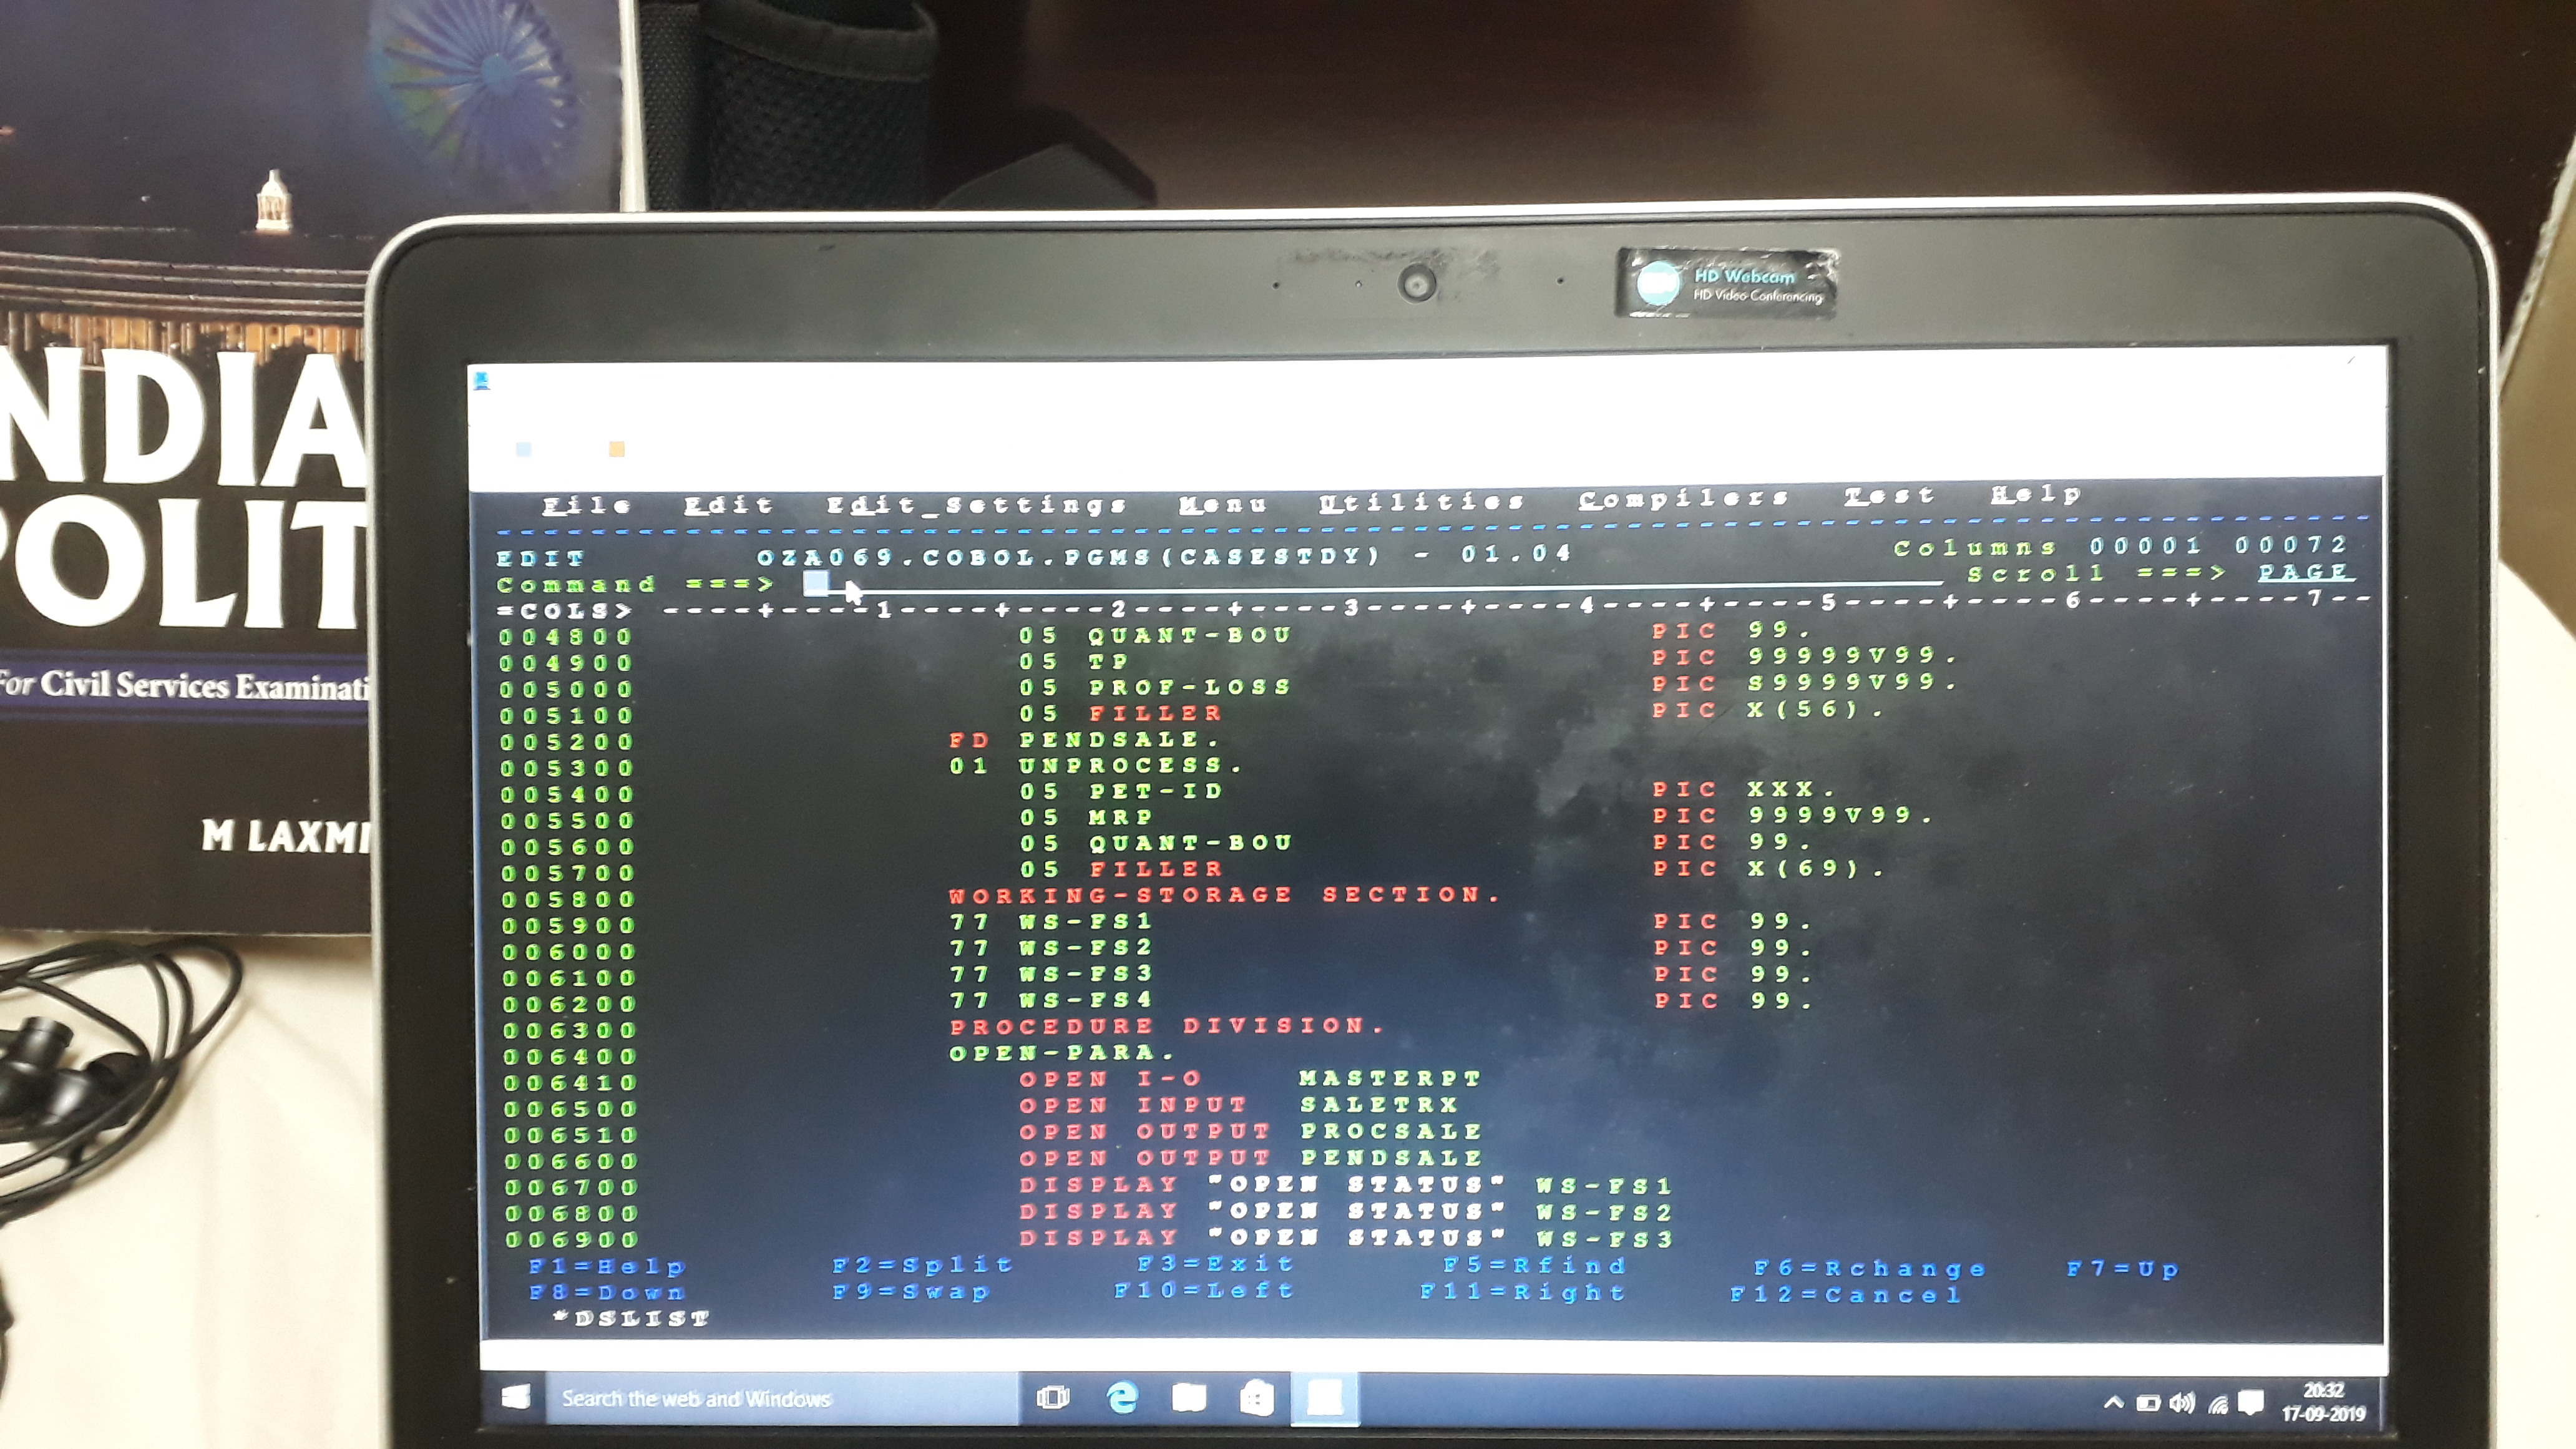 NDIA
POLIT
For Civil Services Examinati
M LAXMI
HD Webcam
HD Video Conferencing
File Edit Edit_Settings Menu Utilities Compilers Test Help
EDIT OZA069.COBOL.PGMS(CASESTDY) - 01.04 Columns 00001 00072
Command ===> Scroll ===> PAGE
=COLS> ----+----1----+----2----+----3----+----4----+----5----+----6----+----7--
004800 05 QUANT-BOU PIC 99.
004900 05 TP PIC 99999V99.
005000 05 PROF-LOSS PIC S9999V99.
005100 05 FILLER PIC X(56).
005200 FD PENDSALE.
005300 01 UNPROCESS.
005400 05 PET-ID PIC XXX.
005500 05 MRP PIC 9999V99.
005600 05 QUANT-BOU PIC 99.
005700 05 FILLER PIC X(69).
005800 WORKING-STORAGE SECTION.
005900 77 WS-FS1 PIC 99.
006000 77 WS-FS2 PIC 99.
006100 77 WS-FS3 PIC 99.
006200 77 WS-FS4 PIC 99.
006300 PROCEDURE DIVISION.
006400 OPEN-PARA.
006410 OPEN I-O MASTERPT
006500 OPEN INPUT SALETRX
006510 OPEN OUTPUT PROCSALE
006600 OPEN OUTPUT PENDSALE
006700 DISPLAY "OPEN STATUS" WS-FS1
006800 DISPLAY "OPEN STATUS" WS-FS2
006900 DISPLAY "OPEN STATUS" WS-FS3
F1=Help F2=Split F3=Exit F5=Rfind F6=Rchange F7=Up
F8=Down F9=Swap F10=Left F11=Right F12=Cancel
*DSLIST
Search the web and Windows
20:32
17-09-2019